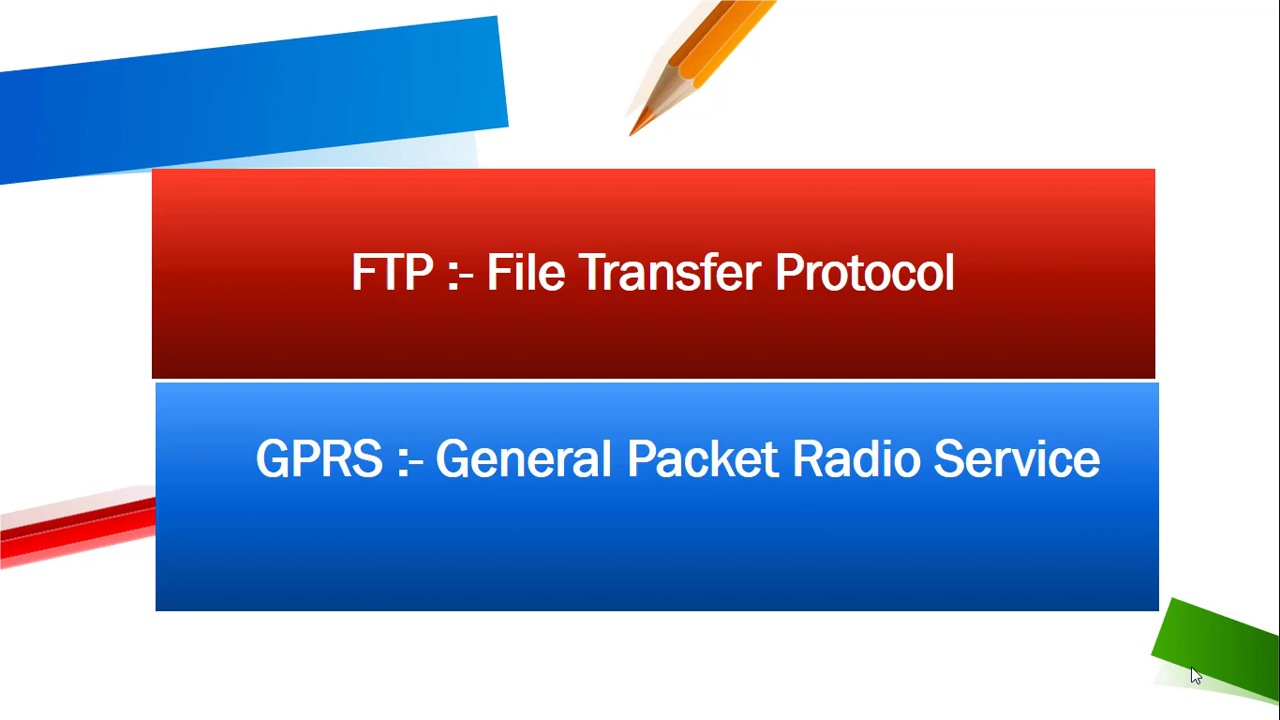 FTP :- File Transfer Protocol
GPRS :- General Packet Radio Service